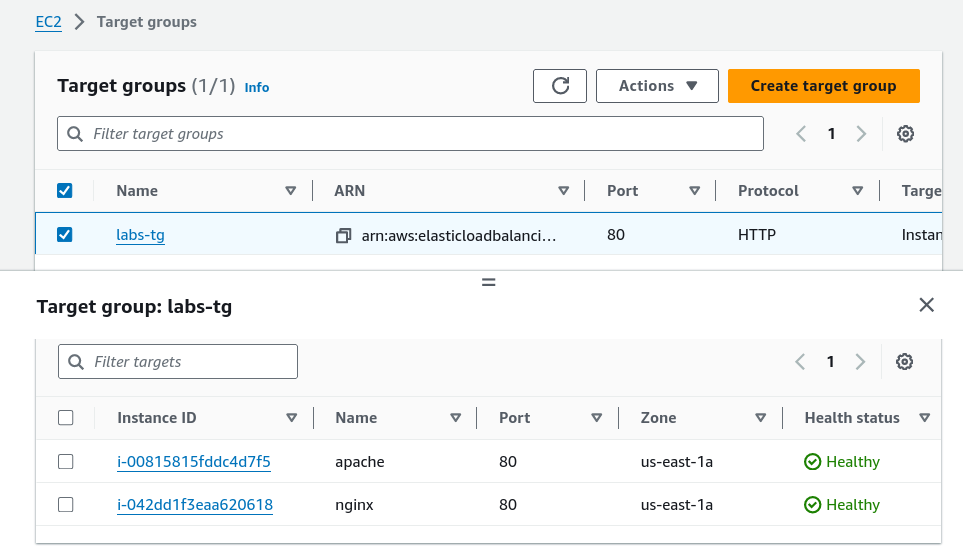 EC2 > Target groups
Target groups (1/1) Info
Actions
Create target group
Filter target groups
1
Name ARN Port Protocol Targe
labs-tg arn:aws:elasticloadbalanci... 80 HTTP Instan
Target group: labs-tg
Filter targets
1
Instance ID Name Port Zone Health status
i-00815815fddc4d7f5 apache 80 us-east-1a Healthy
i-042dd1f3eaa620618 nginx 80 us-east-1a Healthy